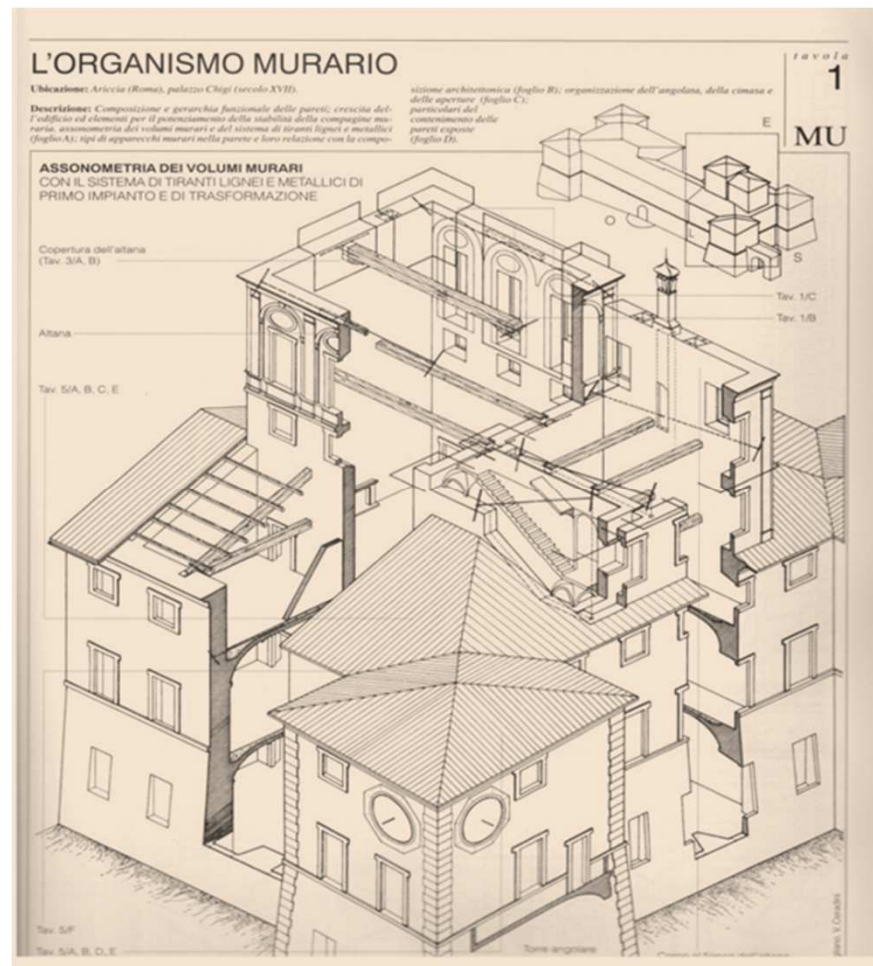 tavola
1
MU
L'ORGANISMO MURARIO
Ubicazione: Ariccia (Roma), palazzo Chigi (secolo XVII).
Descrizione: Composizione e gerarchia funzionale delle pareti; crescita del-
l'edificio ed elementi per il potenziamento della stabilità della compagine mu-
raria. assonometria dei volumi murari e del sistema di tiranti lignei e metallici
(foglio A); tipi di apparecchi murari nella parete e loro relazione con la compo-
sizione architettonica (foglio B); organizzazione dell'angolata, della cimasa e
delle aperture (foglio C);
particolari del
contenimento delle
pareti esposte
(foglio D).
E
O
L
S
ASSONOMETRIA DEI VOLUMI MURARI
CON IL SISTEMA DI TIRANTI LIGNEI E METALLICI DI
PRIMO IMPIANTO E DI TRASFORMAZIONE
Copertura dell'altana
(Tav. 3/A, B)
Tav. 1/C
Tav. 1/B
Altana
Tav. 5/A, B, C, E
Tav. 5/F
Tav. 5/A, B, D, E
Torre angolare
V. Ceradini